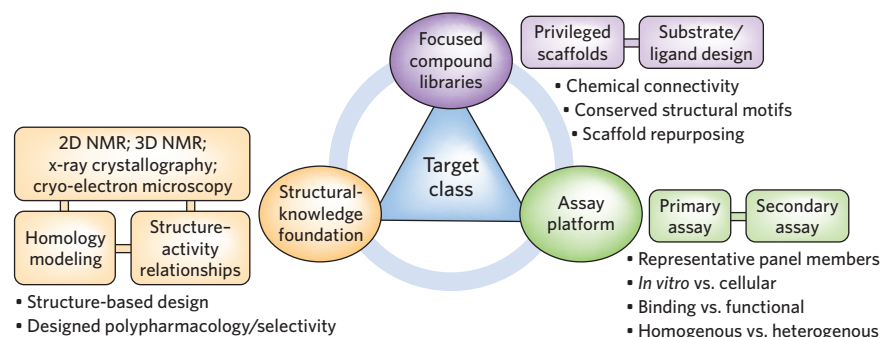 Focused
compound
libraries
Privileged
scaffolds
Substrate/
ligand design
▪ Chemical connectivity
▪ Conserved structural motifs
▪ Scaffold repurposing
2D NMR; 3D NMR;
x-ray crystallography;
cryo-electron microscopy
Homology
modeling
Structure–
activity
relationships
▪ Structure-based design
▪ Designed polypharmacology/selectivity
Structural-
knowledge
foundation
Target
class
Assay
platform
Primary
assay
Secondary
assay
▪ Representative panel members
▪ In vitro vs. cellular
▪ Binding vs. functional
▪ Homogenous vs. heterogenous